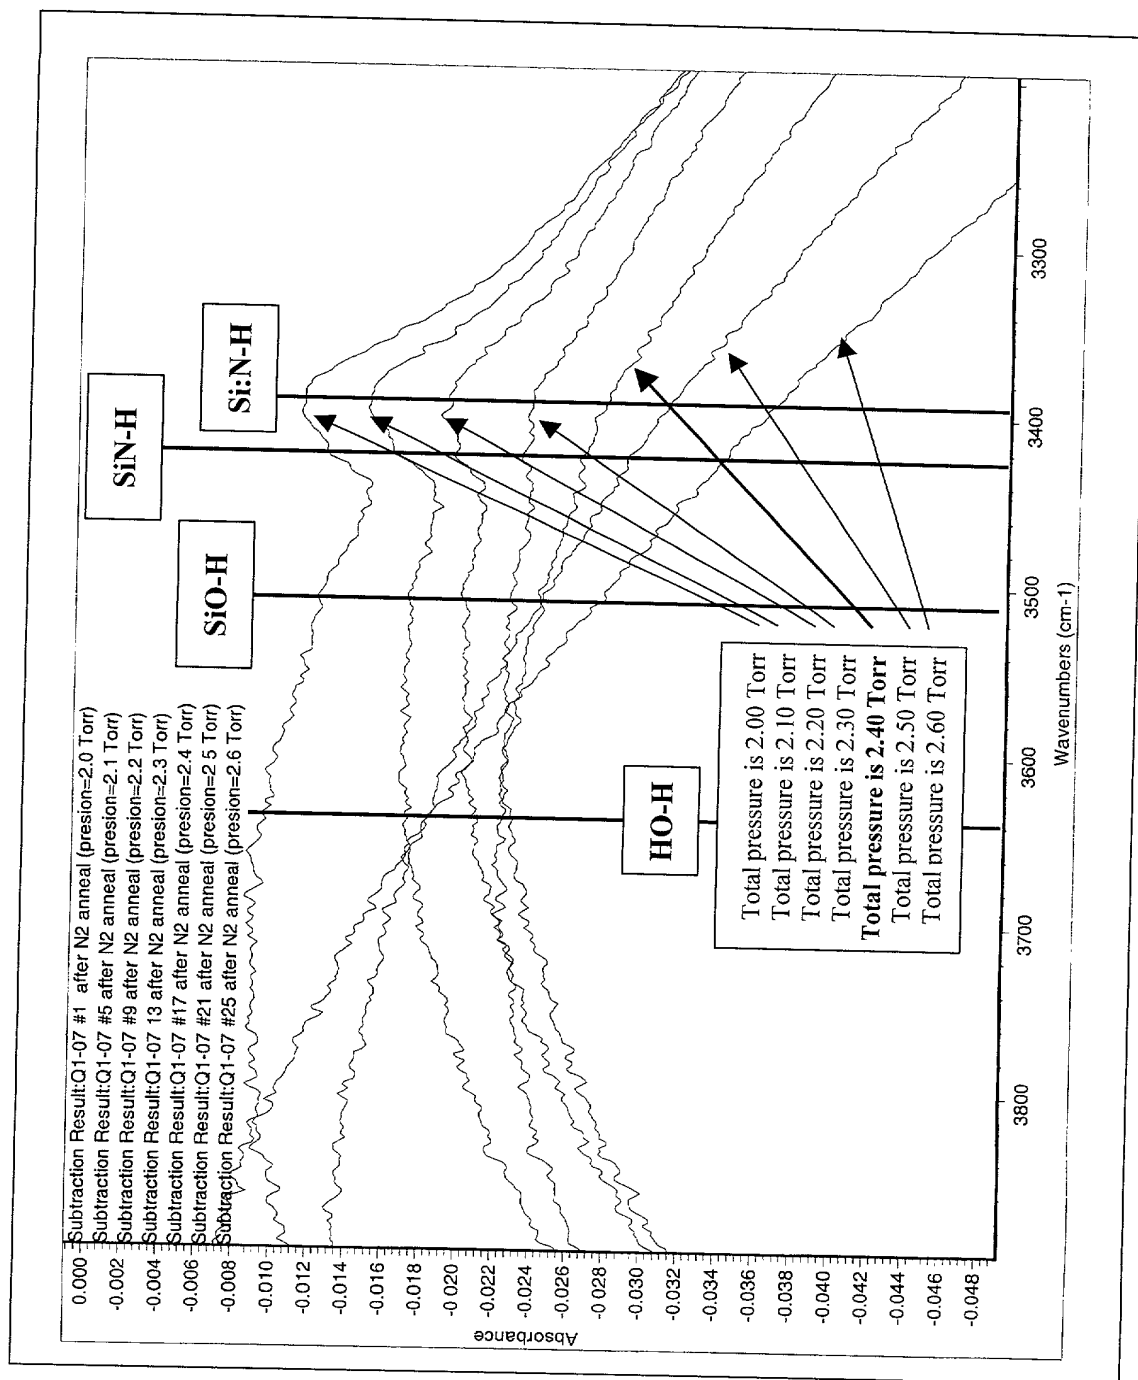 Subtraction Result:Q1-07 #1 after N2 anneal (presion=2.0 Torr)
Subtraction Result:Q1-07 #5 after N2 anneal (presion=2.1 Torr)
Subtraction Result:Q1-07 #9 after N2 anneal (presion=2.2 Torr)
Subtraction Result:Q1-07 13 after N2 anneal (presion=2.3 Torr)
Subtraction Result:Q1-07 #17 after N2 anneal (presion=2.4 Torr)
Subtraction Result:Q1-07 #21 after N2 anneal (presion=2.5 Torr)
Subtraction Result:Q1-07 #25 after N2 anneal (presion=2.6 Torr)
HO-H
SiO-H
SiN-H
Si:N-H
Total pressure is 2.00 Torr
Total pressure is 2.10 Torr
Total pressure is 2.20 Torr
Total pressure is 2.30 Torr
Total pressure is 2.40 Torr
Total pressure is 2.50 Torr
Total pressure is 2.60 Torr
Absorbance
0.000
-0.002
-0.004
-0.006
-0.008
-0.010
-0.012
-0.014
-0.016
-0.018
-0.020
-0.022
-0.024
-0.026
-0.028
-0.030
-0.032
-0.034
-0.036
-0.038
-0.040
-0.042
-0.044
-0.046
-0.048
3800
3700
3600
3500
3400
3300
Wavenumbers (cm-1)